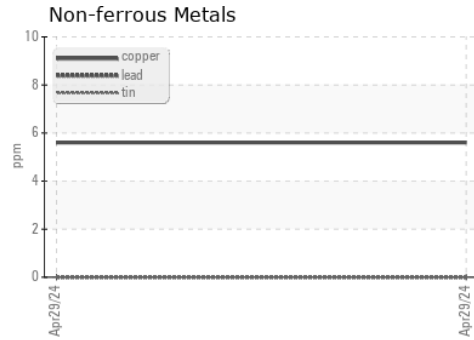 Non-ferrous Metals
10
8
6
4
2
0
ppm
copper
lead
tin
Apr29/24
Apr29/24